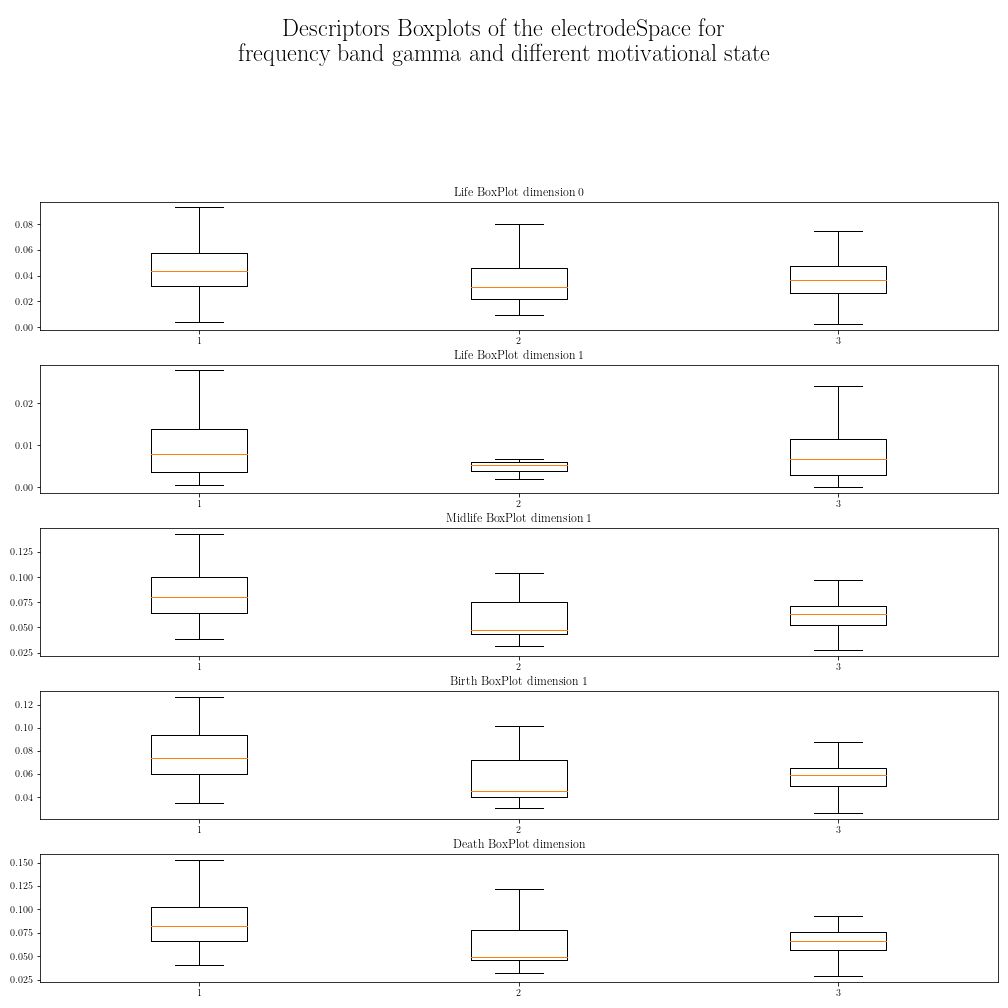 Descriptors Boxplots of the electrodeSpace for
frequency band gamma and different motivational state
Life BoxPlot dimension 0
0.08
0.06
0.04
0.02
0.00
1 2 3
Life BoxPlot dimension 1
0.02
0.01
0.00
1 2 3
Midlife BoxPlot dimension 1
0.125
0.100
0.075
0.050
0.025
1 2 3
Birth BoxPlot dimension 1
0.12
0.10
0.08
0.06
0.04
1 2 3
Death BoxPlot dimension
0.150
0.125
0.100
0.075
0.050
0.025
1 2 3